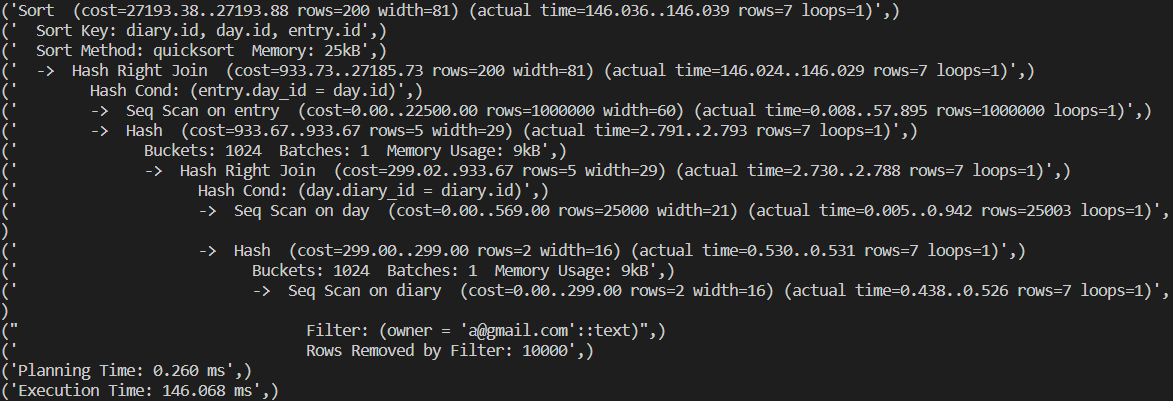 ('Sort  (cost=27193.38..27193.88 rows=200 width=81) (actual time=146.036..146.039 rows=7 loops=1)',)
('  Sort Key: diary.id, day.id, entry.id',)
('  Sort Method: quicksort  Memory: 25kB',)
('  ->  Hash Right Join  (cost=933.73..27185.73 rows=200 width=81) (actual time=146.024..146.029 rows=7 loops=1)',)
('        Hash Cond: (entry.day_id = day.id)',)
('        ->  Seq Scan on entry  (cost=0.00..22500.00 rows=1000000 width=60) (actual time=0.008..57.895 rows=1000000 loops=1)',)
('        ->  Hash  (cost=933.67..933.67 rows=5 width=29) (actual time=2.791..2.793 rows=7 loops=1)',)
('              Buckets: 1024  Batches: 1  Memory Usage: 9kB',)
('              ->  Hash Right Join  (cost=299.02..933.67 rows=5 width=29) (actual time=2.730..2.788 rows=7 loops=1)',)
('                    Hash Cond: (day.diary_id = diary.id)',)
('                    ->  Seq Scan on day  (cost=0.00..569.00 rows=25000 width=21) (actual time=0.005..0.942 rows=25003 loops=1)',
)
('                    ->  Hash  (cost=299.00..299.00 rows=2 width=16) (actual time=0.530..0.531 rows=7 loops=1)',)
('                          Buckets: 1024  Batches: 1  Memory Usage: 9kB',)
('                          ->  Seq Scan on diary  (cost=0.00..299.00 rows=2 width=16) (actual time=0.438..0.526 rows=7 loops=1)',
)
("                                Filter: (owner = 'a@gmail.com'::text)",)
('                                Rows Removed by Filter: 10000',)
('Planning Time: 0.260 ms',)
('Execution Time: 146.068 ms',)